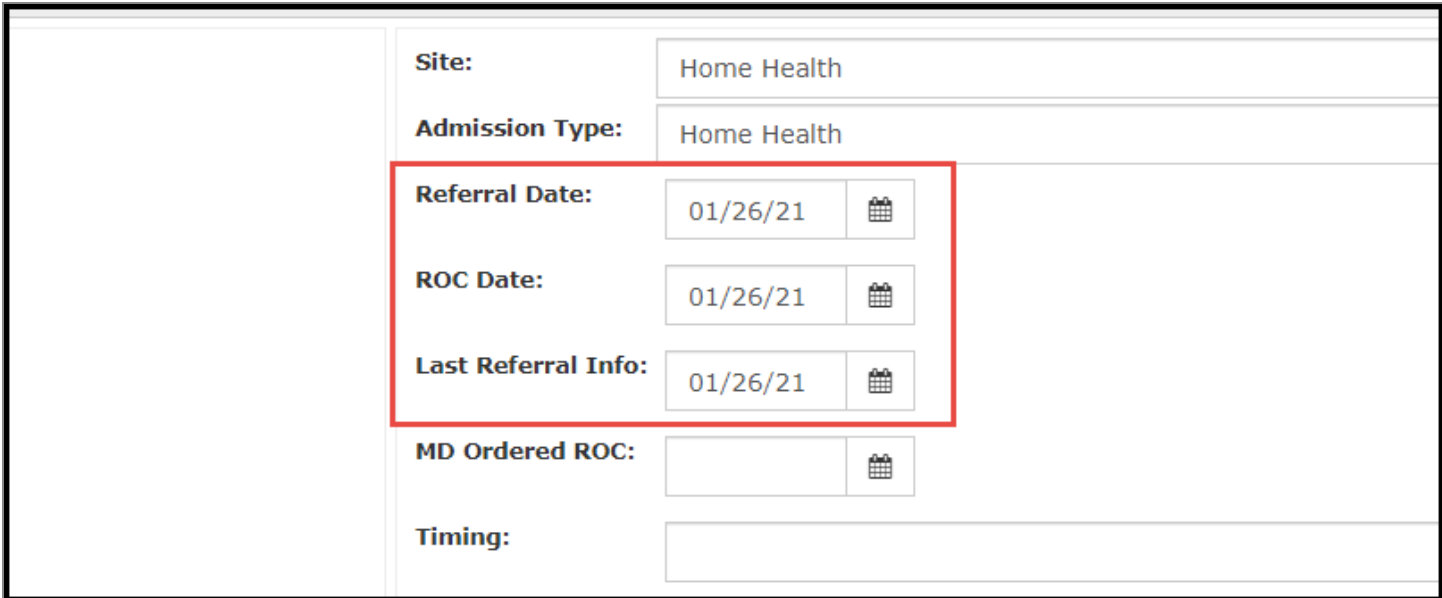 Site: Home Health
Admission Type: Home Health
Referral Date: 01/26/21
ROC Date: 01/26/21
Last Referral Info: 01/26/21
MD Ordered ROC:
Timing: